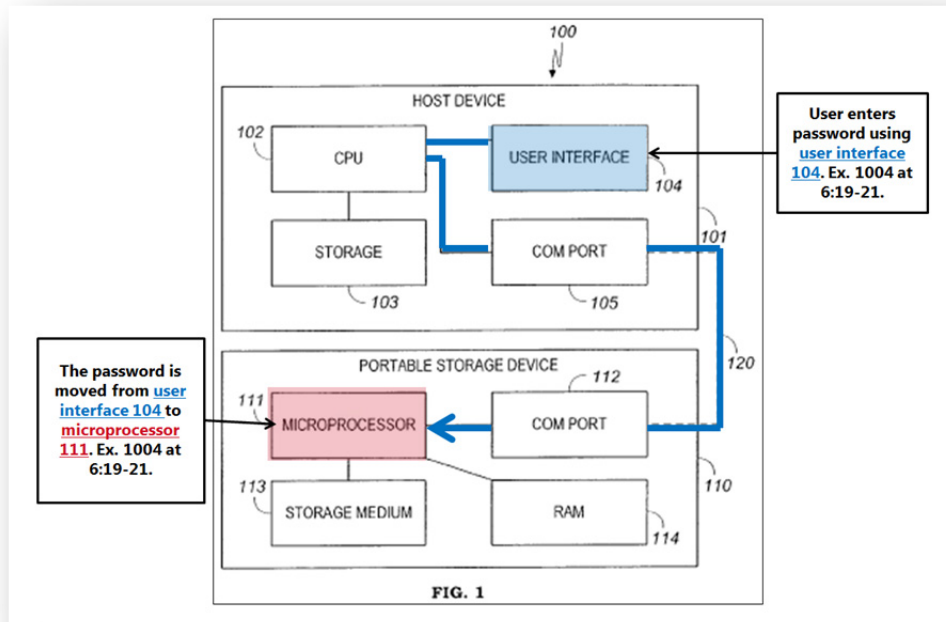 100
HOST DEVICE
102
CPU
USER INTERFACE
104
User enters
password using
user interface
104. Ex. 1004 at
6:19-21.
STORAGE
103
COM PORT
105
101
120
The password is
moved from user
interface 104 to
microprocessor
111. Ex. 1004 at
6:19-21.
PORTABLE STORAGE DEVICE
111
MICROPROCESSOR
112
COM PORT
110
113
STORAGE MEDIUM
RAM
114
FIG. 1